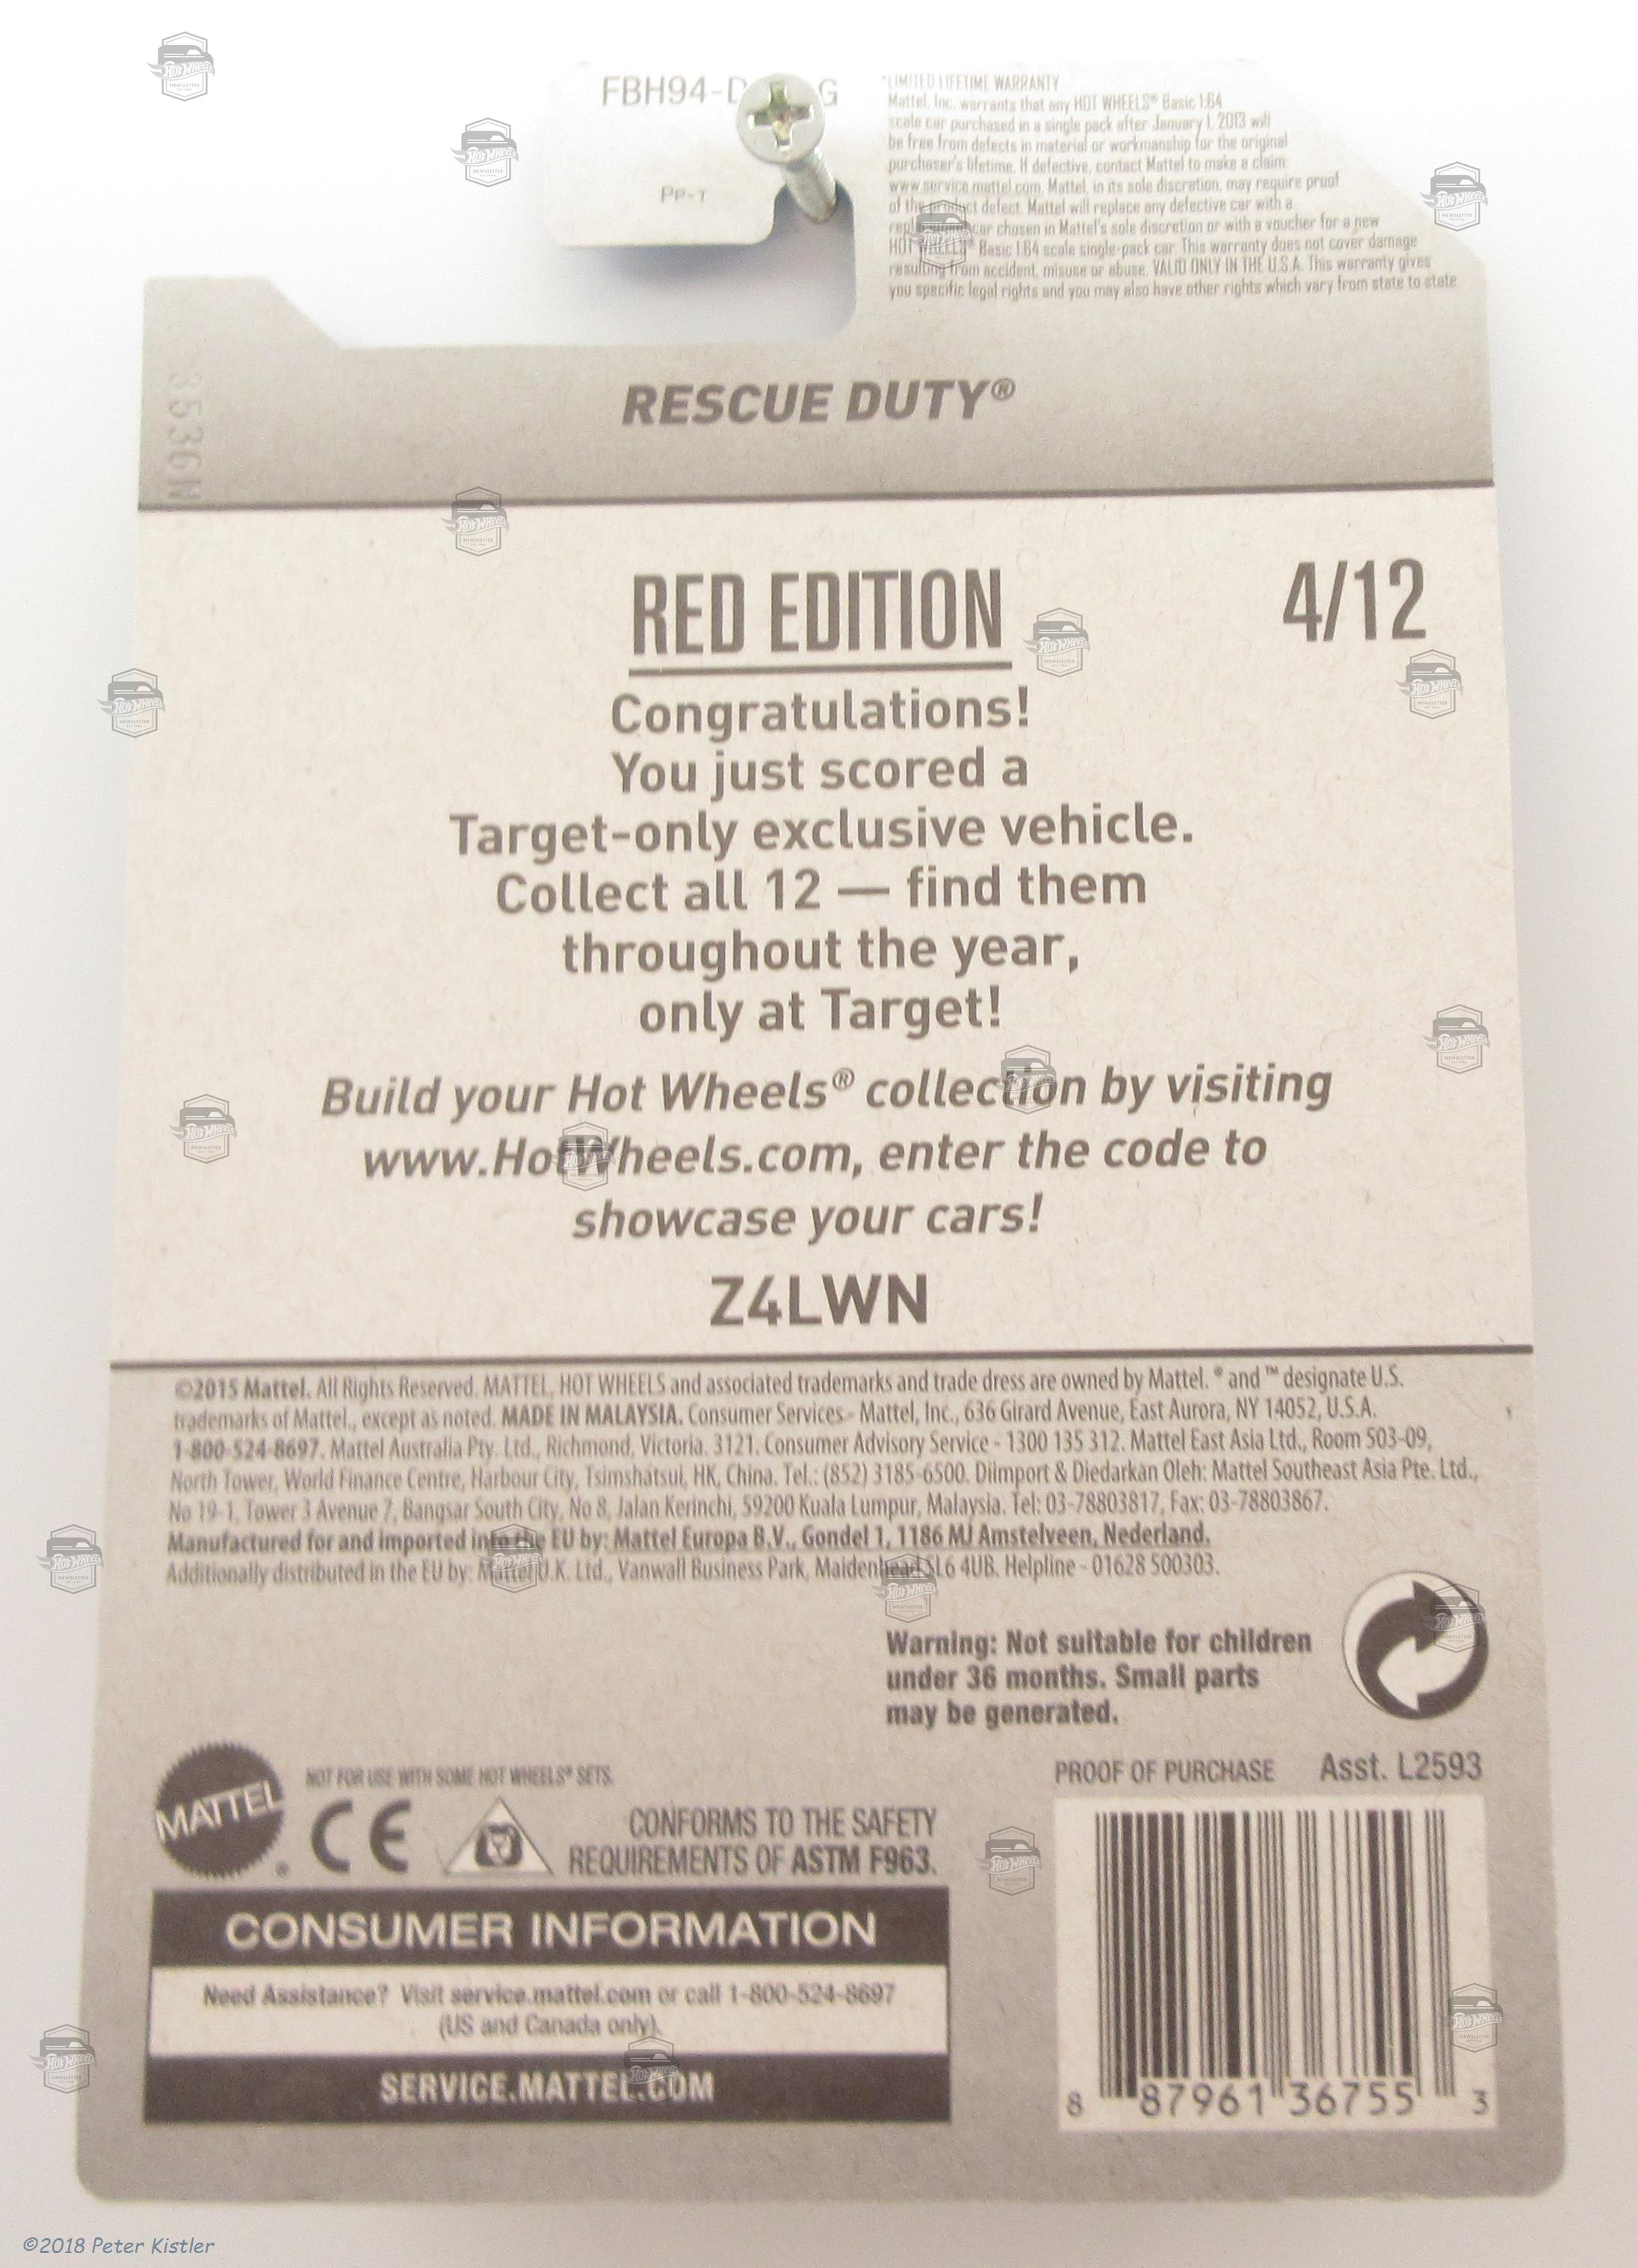 FBH94-D G
Pp-T
*LIMITED LIFETIME WARRANTY
Mattel, Inc. warrants that any HOT WHEELS® Basic 1:64
scale car purchased in a single pack after January 1, 2013 will
be free from defects in material or workmanship for the original
purchaser's lifetime. If defective, contact Mattel to make a claim:
www.service.mattel.com. Mattel, in its sole discretion, may require proof
of the product defect. Mattel will replace any defective car with a
car chosen in Mattel's sole discretion or with a voucher for a new
HOT WHEELS® Basic 1:64 scale single-pack car. This warranty does not cover damage
resulting from accident, misuse or abuse. VALID ONLY IN THE U.S.A. This warranty gives
you specific legal rights and you may also have other rights which vary from state to state.
3536N
RESCUE DUTY®
RED EDITION
4/12
Congratulations!
You just scored a
Target-only exclusive vehicle.
Collect all 12 — find them
throughout the year,
only at Target!
Build your Hot Wheels® collection by visiting
www.HotWheels.com, enter the code to
showcase your cars!
Z4LWN
©2015 Mattel. All Rights Reserved. MATTEL, HOT WHEELS and associated trademarks and trade dress are owned by Mattel. ® and ™ designate U.S.
trademarks of Mattel., except as noted. MADE IN MALAYSIA. Consumer Services - Mattel, Inc., 636 Girard Avenue, East Aurora, NY 14052, U.S.A.
1-800-524-8697. Mattel Australia Pty. Ltd., Richmond, Victoria. 3121. Consumer Advisory Service - 1300 135 312. Mattel East Asia Ltd., Room 503-09,
North Tower, World Finance Centre, Harbour City, Tsimshatsui, HK, China. Tel.: (852) 3185-6500. Diimport & Diedarkan Oleh: Mattel Southeast Asia Pte. Ltd.,
No 19-1, Tower 3 Avenue 7, Bangsar South City, No 8, Jalan Kerinchi, 59200 Kuala Lumpur, Malaysia. Tel: 03-78803817, Fax: 03-78803867.
Manufactured for and imported into the EU by: Mattel Europa B.V., Gondel 1, 1186 MJ Amstelveen, Nederland.
Additionally distributed in the EU by: Mattel U.K. Ltd., Vanwall Business Park, Maidenhead SL6 4UB. Helpline - 01628 500303.
Warning: Not suitable for children
under 36 months. Small parts
may be generated.
MATTEL®
NOT FOR USE WITH SOME HOT WHEELS® SETS.
CE
CONFORMS TO THE SAFETY
REQUIREMENTS OF ASTM F963.
PROOF OF PURCHASE Asst. L2593
CONSUMER INFORMATION
Need Assistance? Visit service.mattel.com or call 1-800-524-8697
(US and Canada only).
SERVICE.MATTEL.COM
8 87961 36755 3
©2018 Peter Kistler